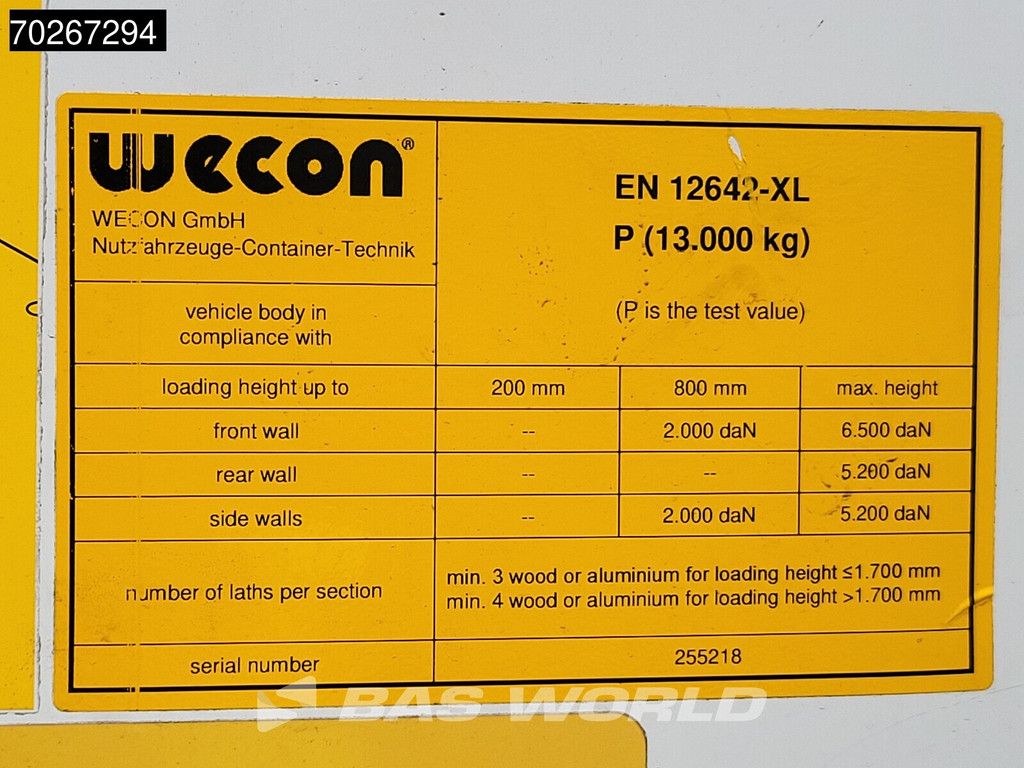 70267294
wecon®
WECON GmbH
Nutzfahrzeuge-Container-Technik
EN 12642-XL
P (13.000 kg)
(P is the test value)
vehicle body in
compliance with
loading height up to 200 mm 800 mm max. height
front wall -- 2.000 daN 6.500 daN
rear wall -- -- 5.200 daN
side walls -- 2.000 daN 5.200 daN
number of laths per section
min. 3 wood or aluminium for loading height ≤1.700 mm
min. 4 wood or aluminium for loading height >1.700 mm
serial number 255218
BAS WORLD